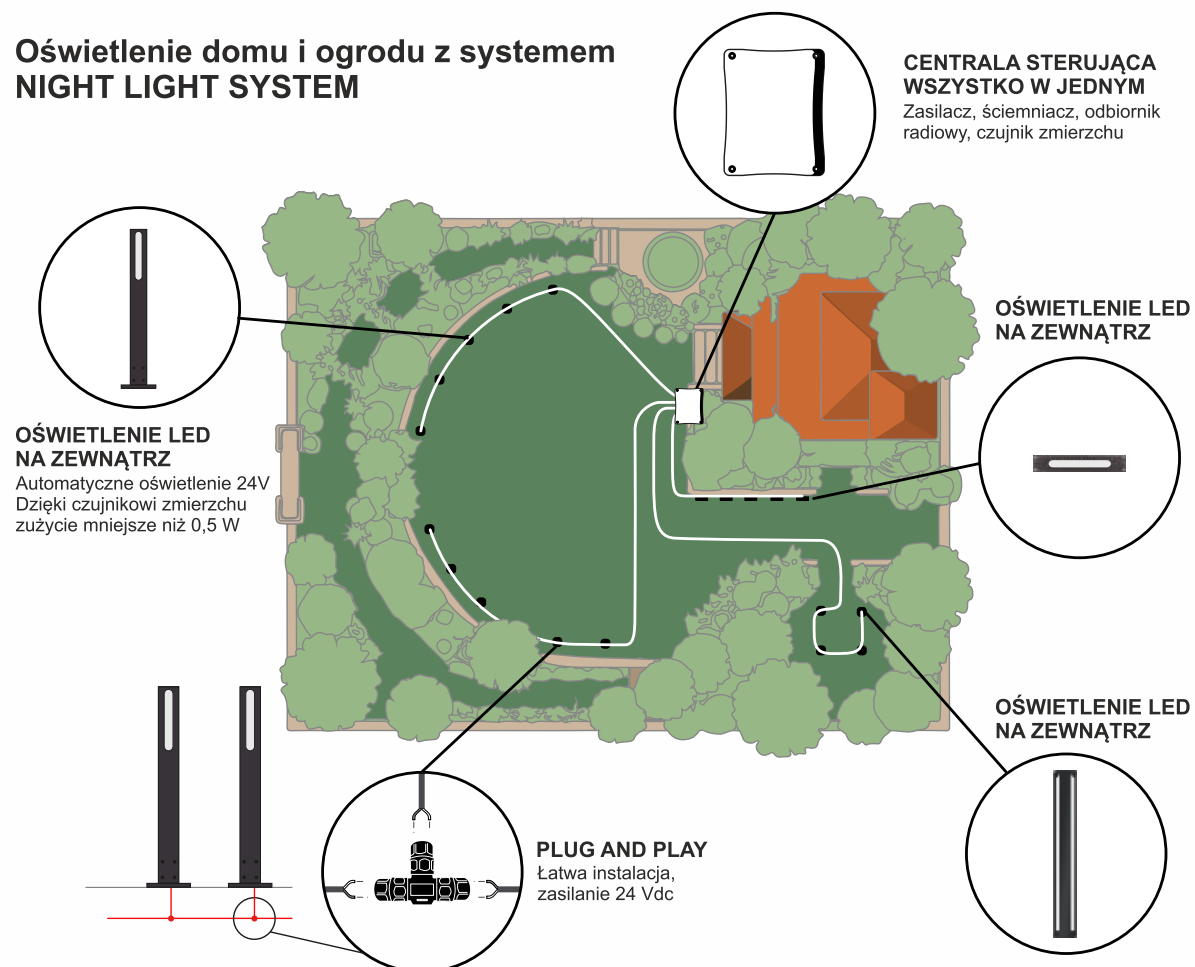 Oświetlenie domu i ogrodu z systemem
NIGHT LIGHT SYSTEM
CENTRALA STERUJĄCA
WSZYSTKO W JEDNYM
Zasilacz, ściemniacz, odbiornik
radiowy, czujnik zmierzchu
OŚWIETLENIE LED
NA ZEWNĄTRZ
OŚWIETLENIE LED
NA ZEWNĄTRZ
Automatyczne oświetlenie 24V
Dzięki czujnikowi zmierzchu
zużycie mniejsze niż 0,5 W
OŚWIETLENIE LED
NA ZEWNĄTRZ
PLUG AND PLAY
Łatwa instalacja,
zasilanie 24 Vdc